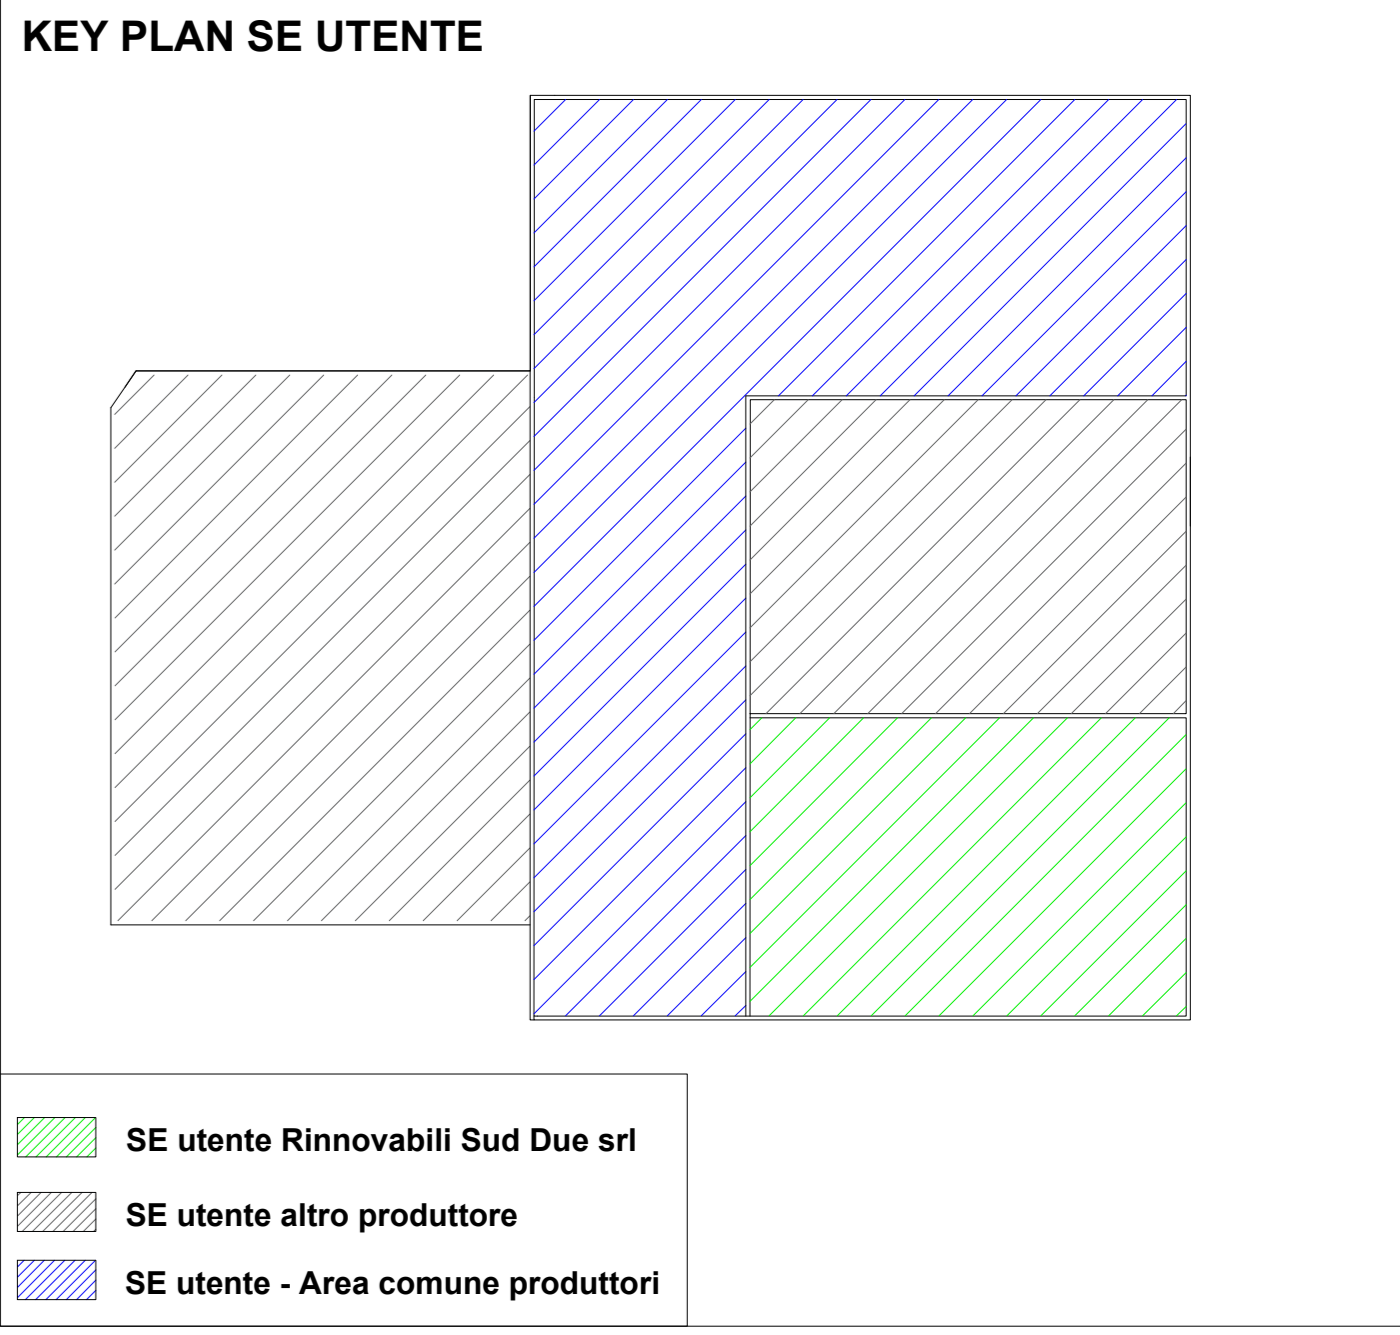 KEY PLAN SE UTENTE
SE utente Rinnovabili Sud Due srl
SE utente altro produttore
SE utente - Area comune produttori